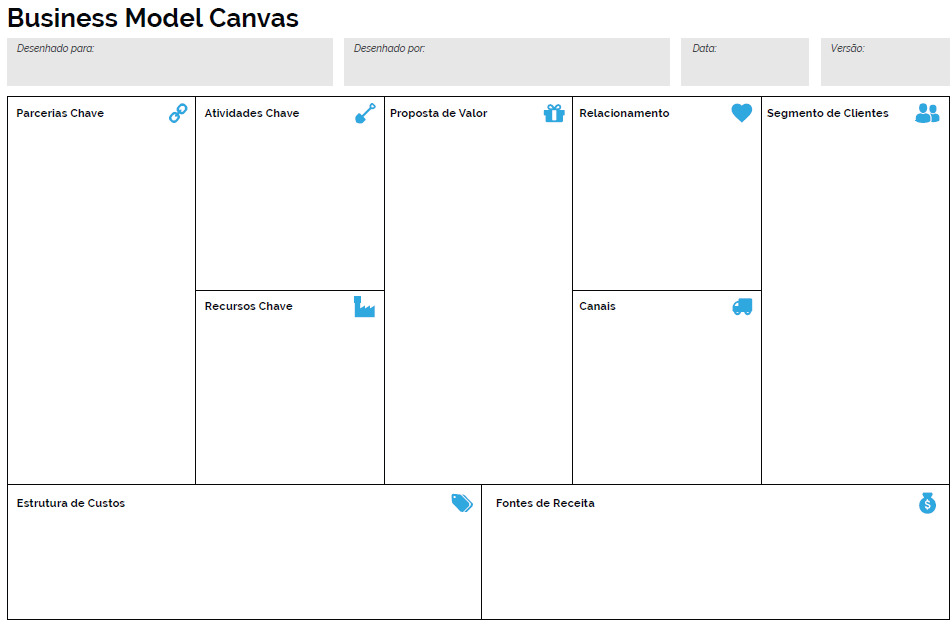 Business Model Canvas
Desenhado para:
Desenhado por:
Data:
Versão:
Parcerias Chave
Atividades Chave
Proposta de Valor
Relacionamento
Segmento de Clientes
Recursos Chave
Canais
Estrutura de Custos
Fontes de Receita
$